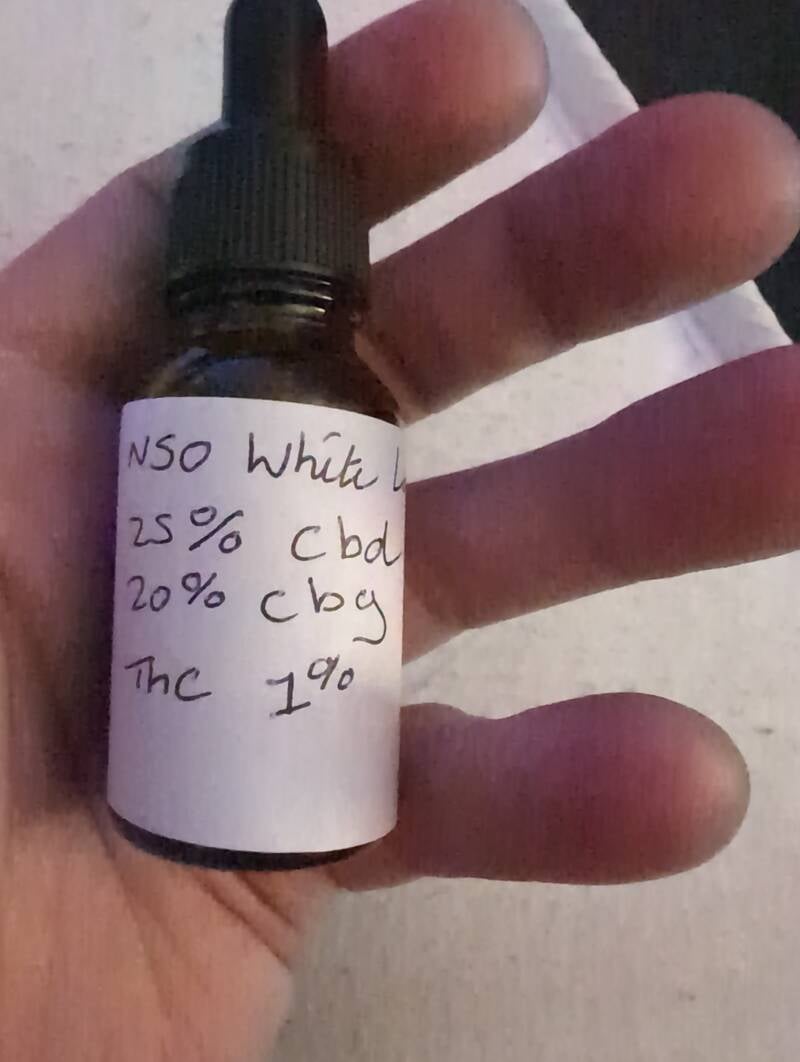 NSO White
25% Cbd
20% Cbg
ThC 1%